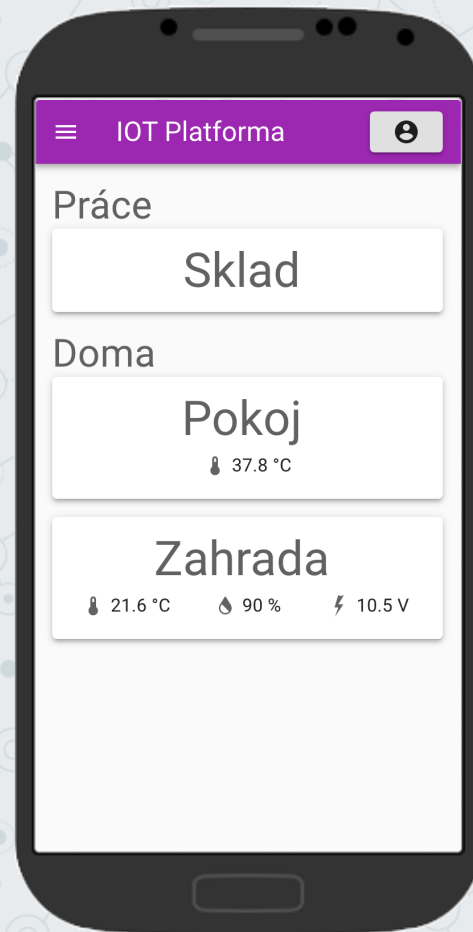 IOT Platforma
Práce
Sklad
Doma
Pokoj
37.8 °C
Zahrada
21.6 °C 90 % 10.5 V